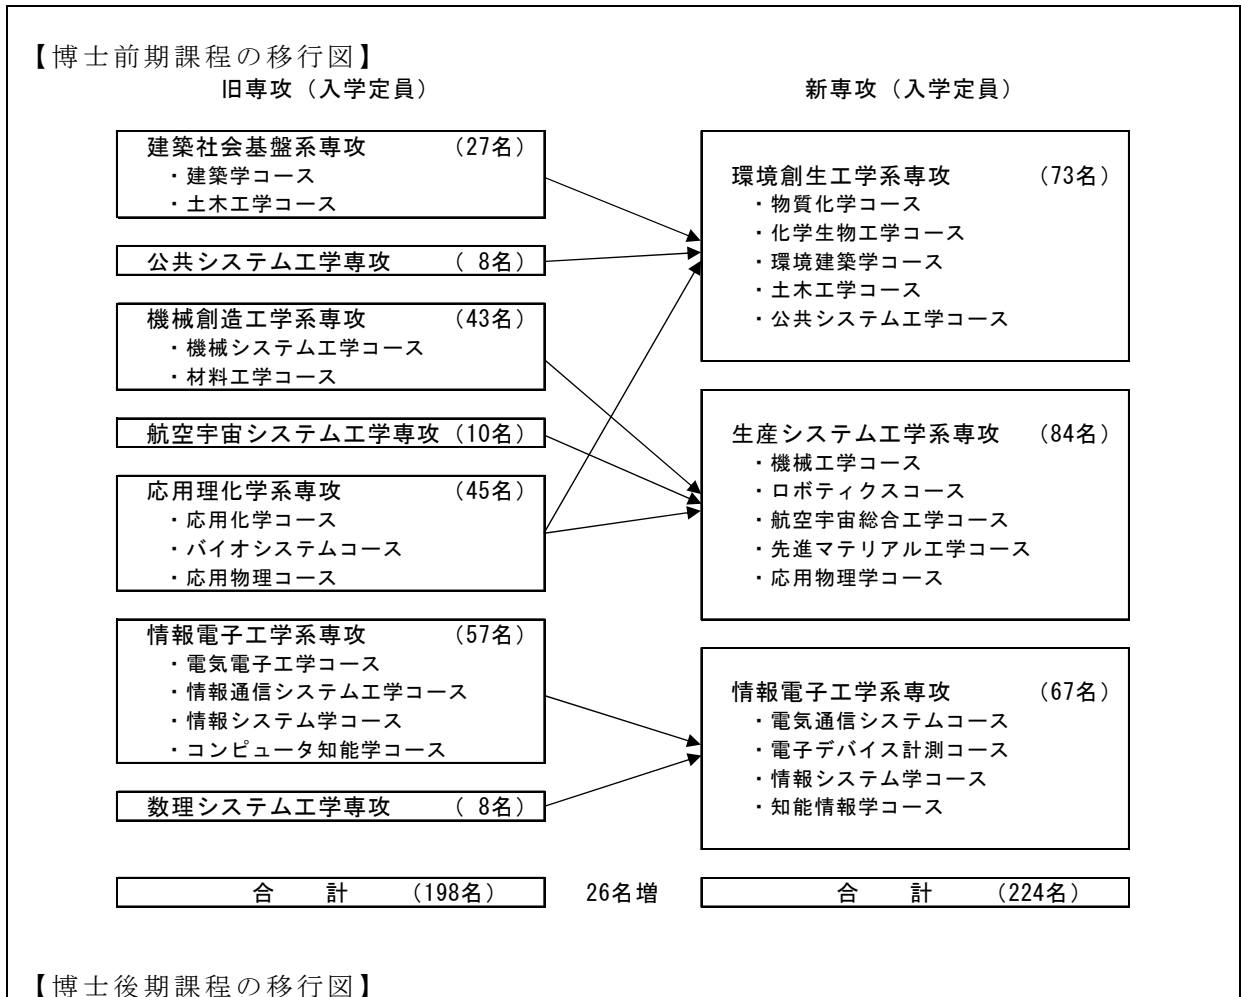 【博士前期課程の移行図】
旧専攻（入学定員）
建築社会基盤系専攻 （27名）
・建築学コース
・土木工学コース
公共システム工学専攻 （ 8名）
機械創造工学系専攻 （43名）
・機械システム工学コース
・材料工学コース
航空宇宙システム工学専攻（10名）
応用理化学系専攻 （45名）
・応用化学コース
・バイオシステムコース
・応用物理コース
情報電子工学系専攻 （57名）
・電気電子工学コース
・情報通信システム工学コース
・情報システム学コース
・コンピュータ知能学コース
数理システム工学専攻 （ 8名）
合　計 （198名）
26名増
新専攻（入学定員）
環境創生工学系専攻 （73名）
・物質化学コース
・化学生物工学コース
・環境建築学コース
・土木工学コース
・公共システム工学コース
生産システム工学系専攻 （84名）
・機械工学コース
・ロボティクスコース
・航空宇宙総合工学コース
・先進マテリアル工学コース
・応用物理学コース
情報電子工学系専攻 （67名）
・電気通信システムコース
・電子デバイス計測コース
・情報システム学コース
・知能情報学コース
合　計 （224名）
【博士後期課程の移行図】